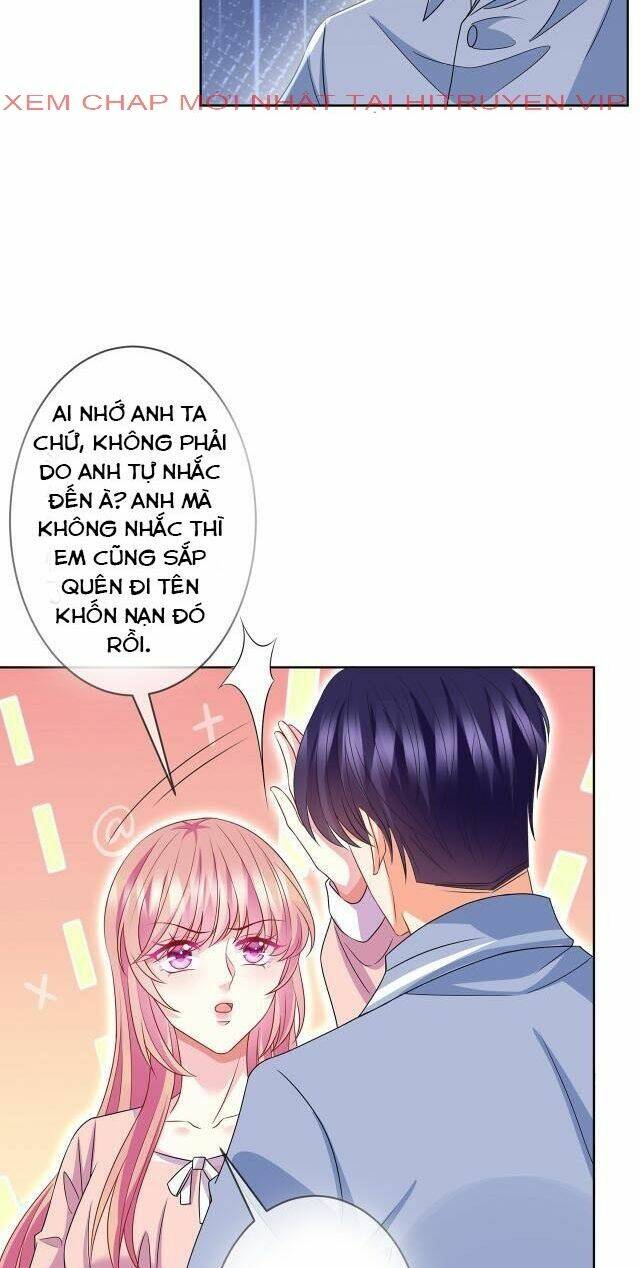 XEM CHAP MỚI NHẤT TẠI HITRUYEN.VIP
AI NHỚ ANH TA
CHỨ, KHÔNG PHẢI
DO ANH TỰ NHẮC
ĐẾN À? ANH MÀ
KHÔNG NHẮC THÌ
EM CŨNG SẮP
QUÊN ĐI TÊN
KHỐN NẠN ĐÓ
RỒI.